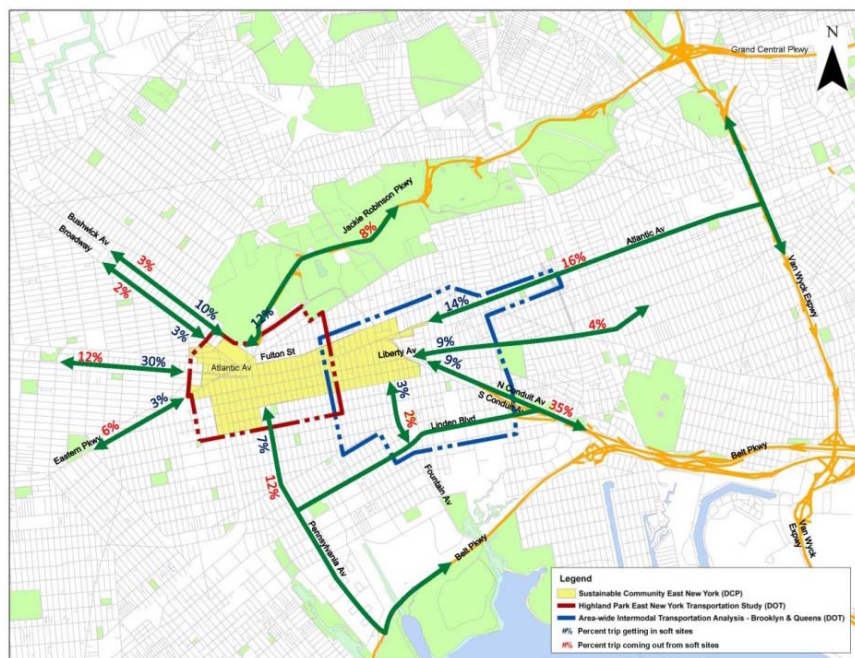 N
Grand Central Pkwy
Jackie Robinson Pkwy
8%
Bushwick Av
Broadway
3%
2%
10%
3%
12%
Atlantic Av
16%
14%
Van Wyck Expwy
4%
9%
Liberty Av
9%
Fulton St
Atlantic Av
12%
30%
3%
6%
Eastern Pkwy
N Conduit Av
S Conduit Av
35%
3%
2%
Linden Blvd
7%
12%
Fountain Av
Pennsylvania Av
Belt Pkwy
Belt Pkwy
Van Wyck
Expwy
Legend
Sustainable Community East New York (DCP)
Highland Park East New York Transportation Study (DOT)
Area-wide Intermodal Transportation Analysis - Brooklyn & Queens (DOT)
#% Percent trip getting in soft sites
#% Percent trip coming out from soft sites